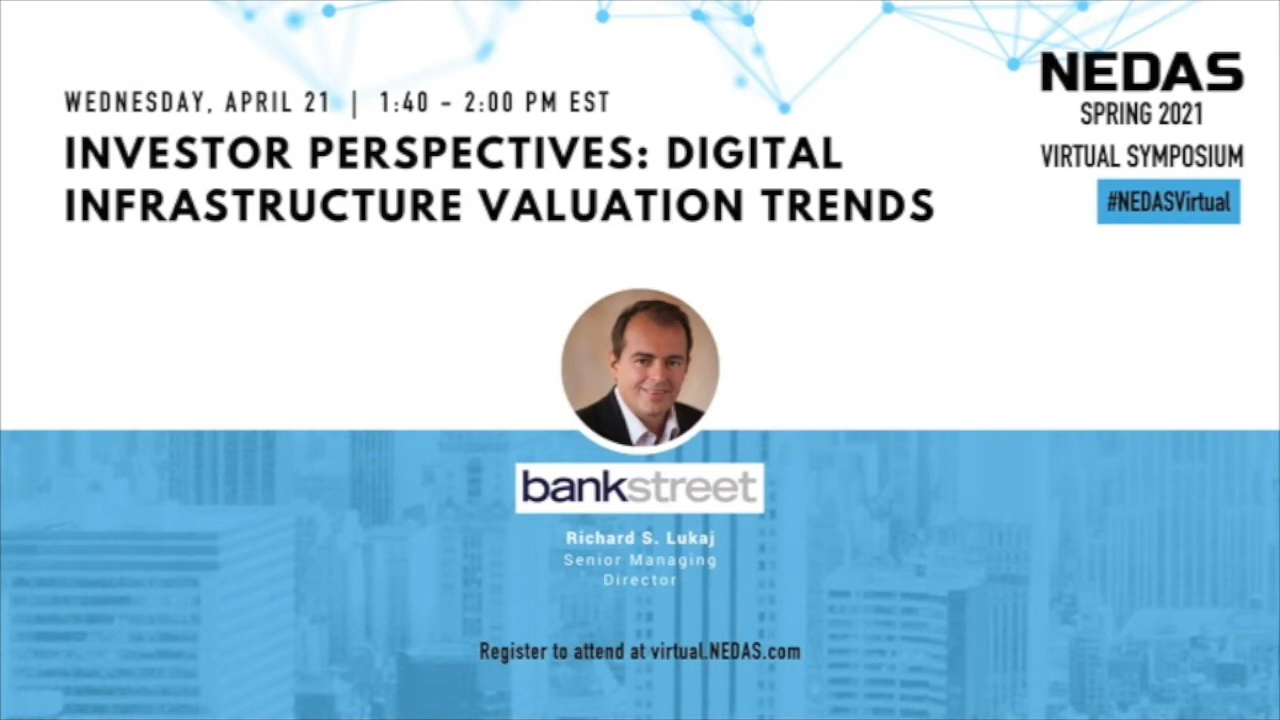 WEDNESDAY, APRIL 21 | 1:40 – 2:00 PM EST
INVESTOR PERSPECTIVES: DIGITAL
INFRASTRUCTURE VALUATION TRENDS
NEDAS
SPRING 2021
VIRTUAL SYMPOSIUM
#NEDASVirtual
bankstreet
Richard S. Lukaj
Senior Managing
Director
Register to attend at virtual.NEDAS.com